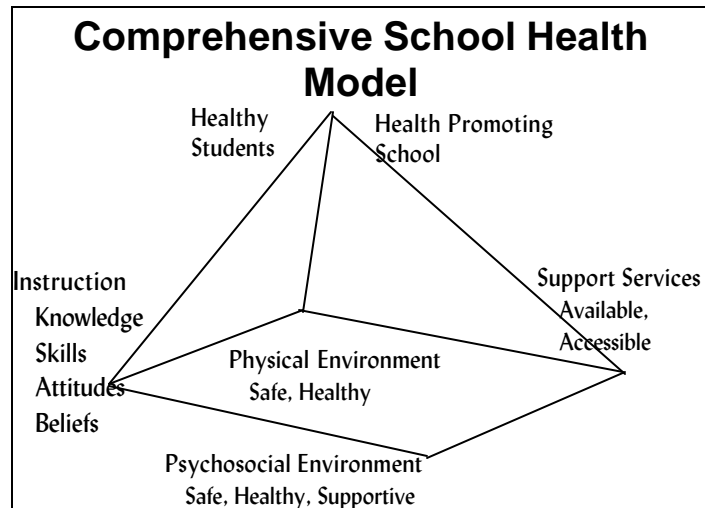 Comprehensive School Health
Model
Healthy
Students
Health Promoting
School
Instruction
Knowledge
Skills
Attitudes
Beliefs
Support Services
Available,
Accessible
Physical Environment
Safe, Healthy
Psychosocial Environment
Safe, Healthy, Supportive